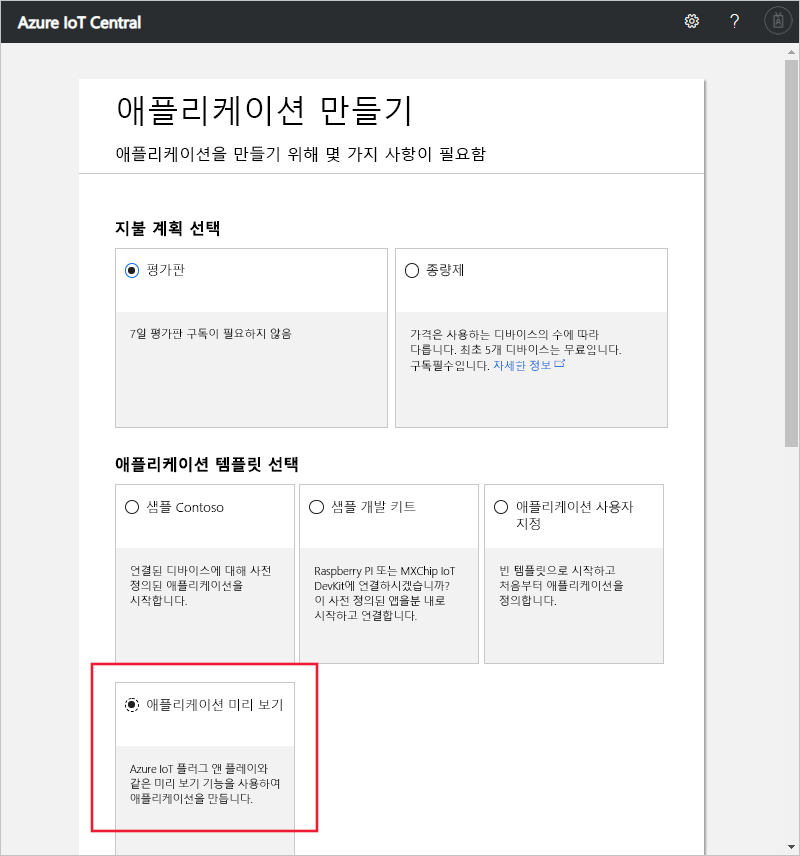 Azure IoT Central
?
애플리케이션 만들기
애플리케이션을 만들기 위해 몇 가지 사항이 필요함
지불 계획 선택
평가판
7일 평가판 구독이 필요하지 않음
종량제
가격은 사용하는 디바이스의 수에 따라
다릅니다. 최초 5개 디바이스는 무료입니다.
구독필수입니다. 자세한 정보
애플리케이션 템플릿 선택
샘플 Contoso
연결된 디바이스에 대해 사전
정의된 애플리케이션을
시작합니다.
샘플 개발 키트
Raspberry PI 또는 MXChip IoT
DevKit에 연결하시겠습니까?
이 사전 정의된 앱을분 내로
시작하고 연결합니다.
애플리케이션 사용자
지정
빈 템플릿으로 시작하고
처음부터 애플리케이션을
정의합니다.
애플리케이션 미리 보기
Azure IoT 플러그 앤 플레이와
같은 미리 보기 기능을 사용하여
애플리케이션을 만듭니다.